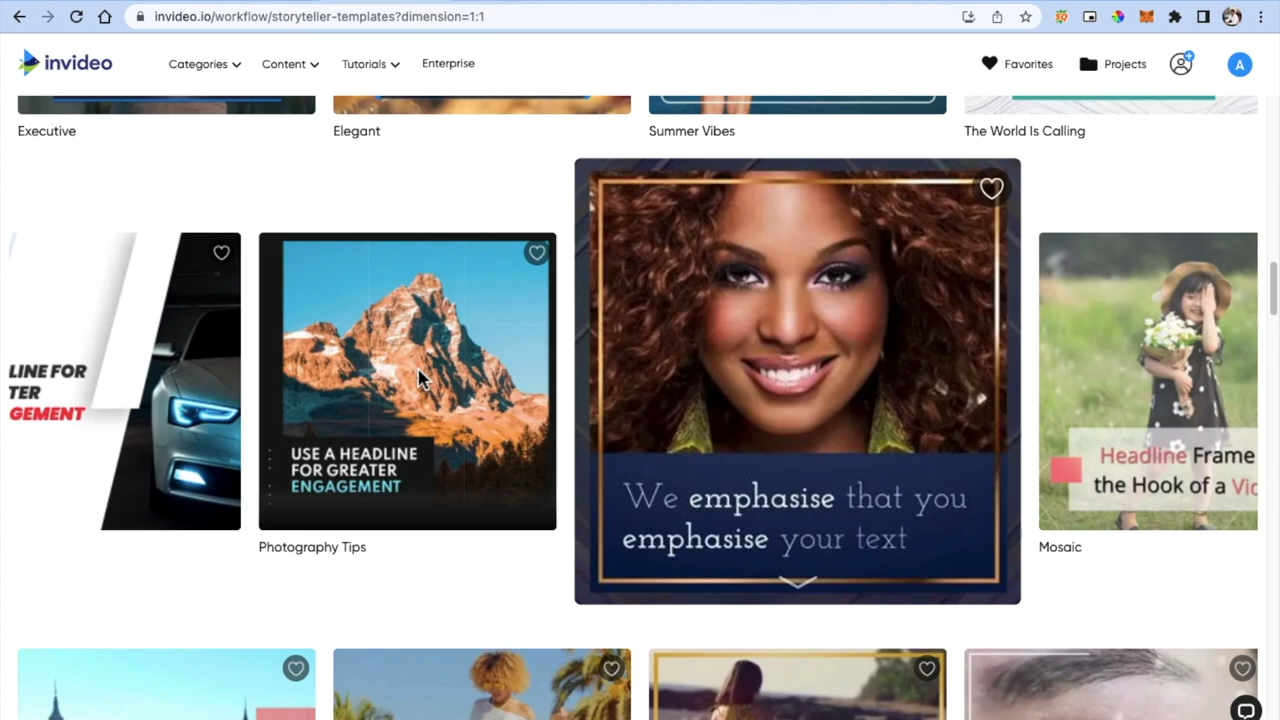 invideo.io/workflow/storyteller-templates?dimension=1:1
invideo
Categories
Content
Tutorials
Enterprise
Favorites
Projects
A
Executive
Elegant
Summer Vibes
The World Is Calling
LINE FOR
TER
GEMENT
USE A HEADLINE
FOR GREATER
ENGAGEMENT
Photography Tips
We emphasise that you
emphasise your text
Headline Frame
the Hook of a Vid
Mosaic